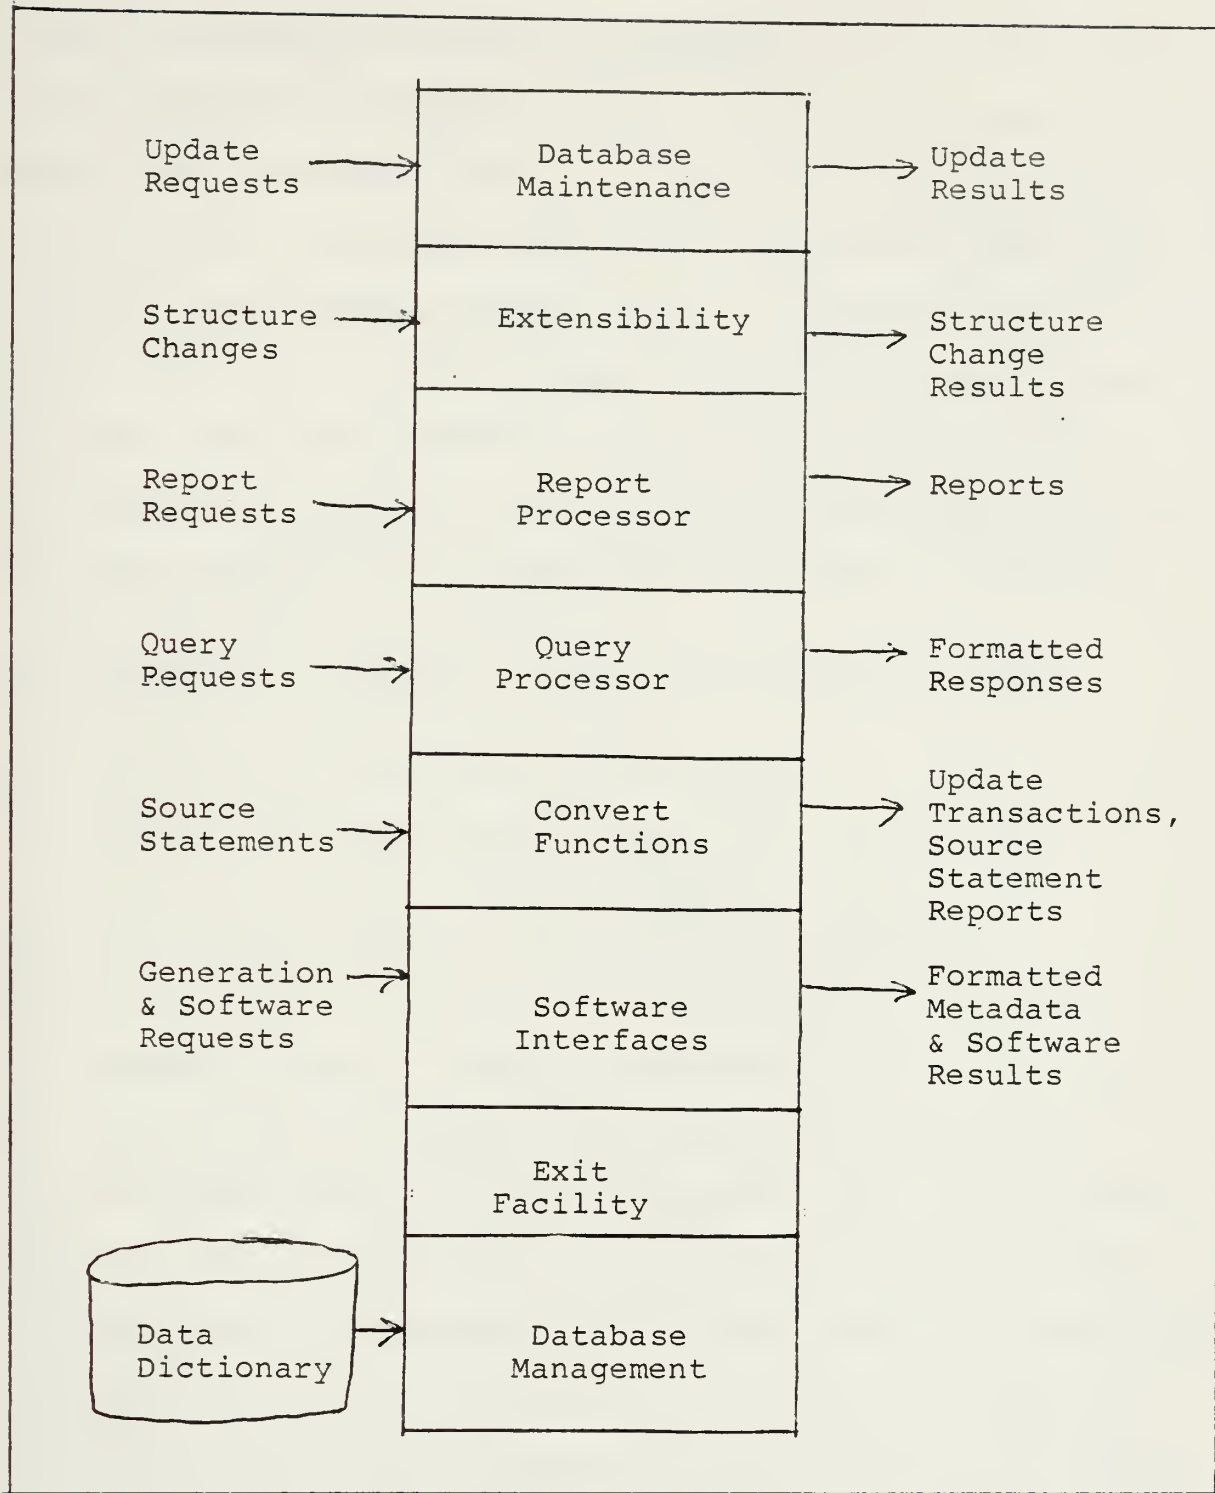 Update
Requests
Database
Maintenance
Update
Results
Structure
Changes
Extensibility
Structure
Change
Results
Report
Requests
Report
Processor
Reports
Query
Requests
Query
Processor
Formatted
Responses
Source
Statements
Convert
Functions
Update
Transactions,
Source
Statement
Reports
Generation
& Software
Requests
Software
Interfaces
Formatted
Metadata
& Software
Results
Exit
Facility
Data
Dictionary
Database
Management